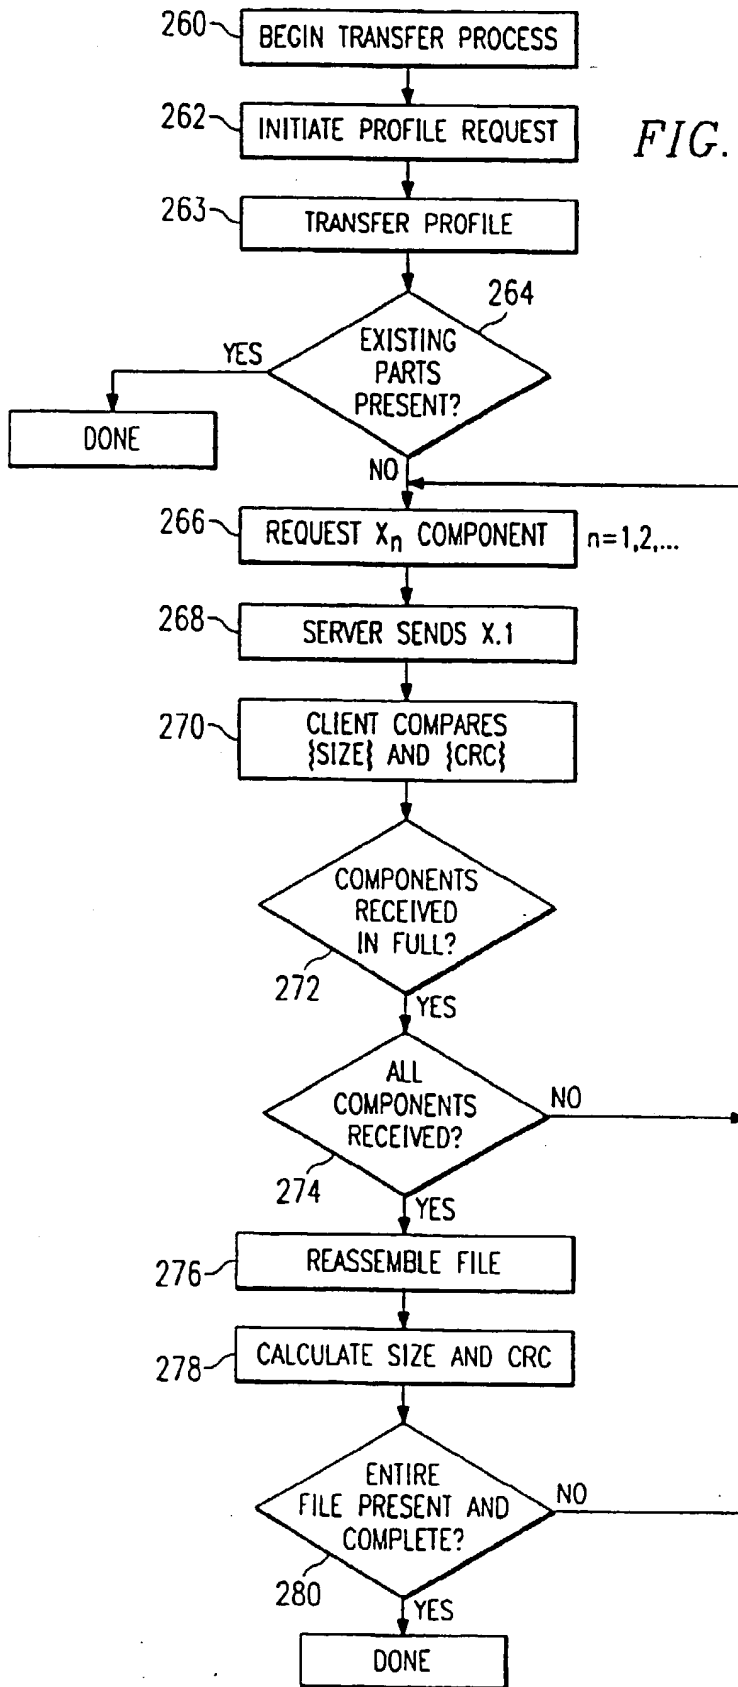 260
BEGIN TRANSFER PROCESS
262
INITIATE PROFILE REQUEST
FIG.
263
TRANSFER PROFILE
264
EXISTING
PARTS
PRESENT?
YES
DONE
NO
266
REQUEST Xn COMPONENT
n=1,2,...
268
SERVER SENDS X.1
270
CLIENT COMPARES
{SIZE} AND {CRC}
COMPONENTS
RECEIVED
IN FULL?
272
YES
ALL
COMPONENTS
RECEIVED?
NO
274
YES
276
REASSEMBLE FILE
278
CALCULATE SIZE AND CRC
ENTIRE
FILE PRESENT AND
COMPLETE?
NO
280
YES
DONE